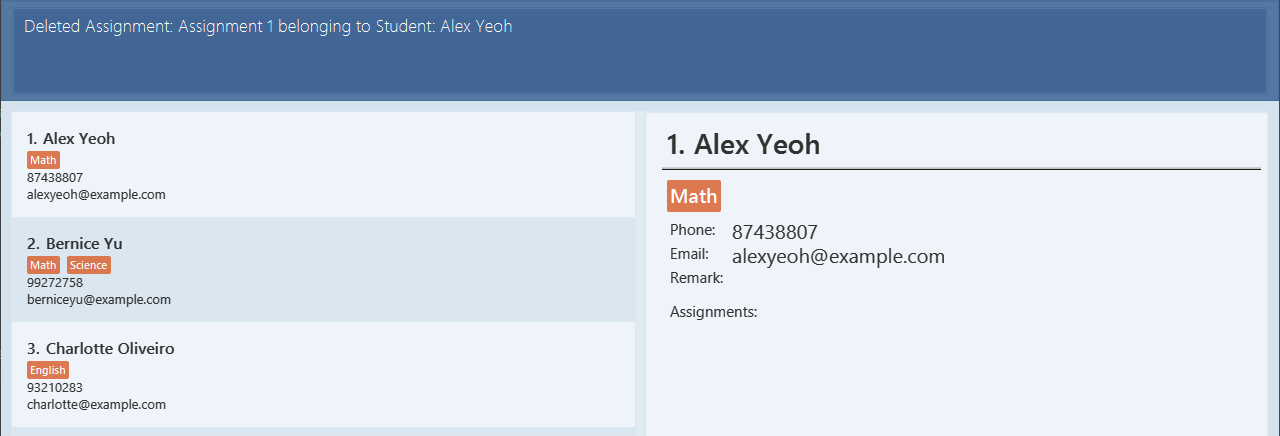 Deleted Assignment: Assignment 1 belonging to Student: Alex Yeoh
1. Alex Yeoh
Math
87438807
alexyeoh@example.com
2. Bernice Yu
Math Science
99272758
berniceyu@example.com
3. Charlotte Oliveiro
English
93210283
charlotte@example.com
1. Alex Yeoh
Math
Phone: 87438807
Email: alexyeoh@example.com
Remark:
Assignments: